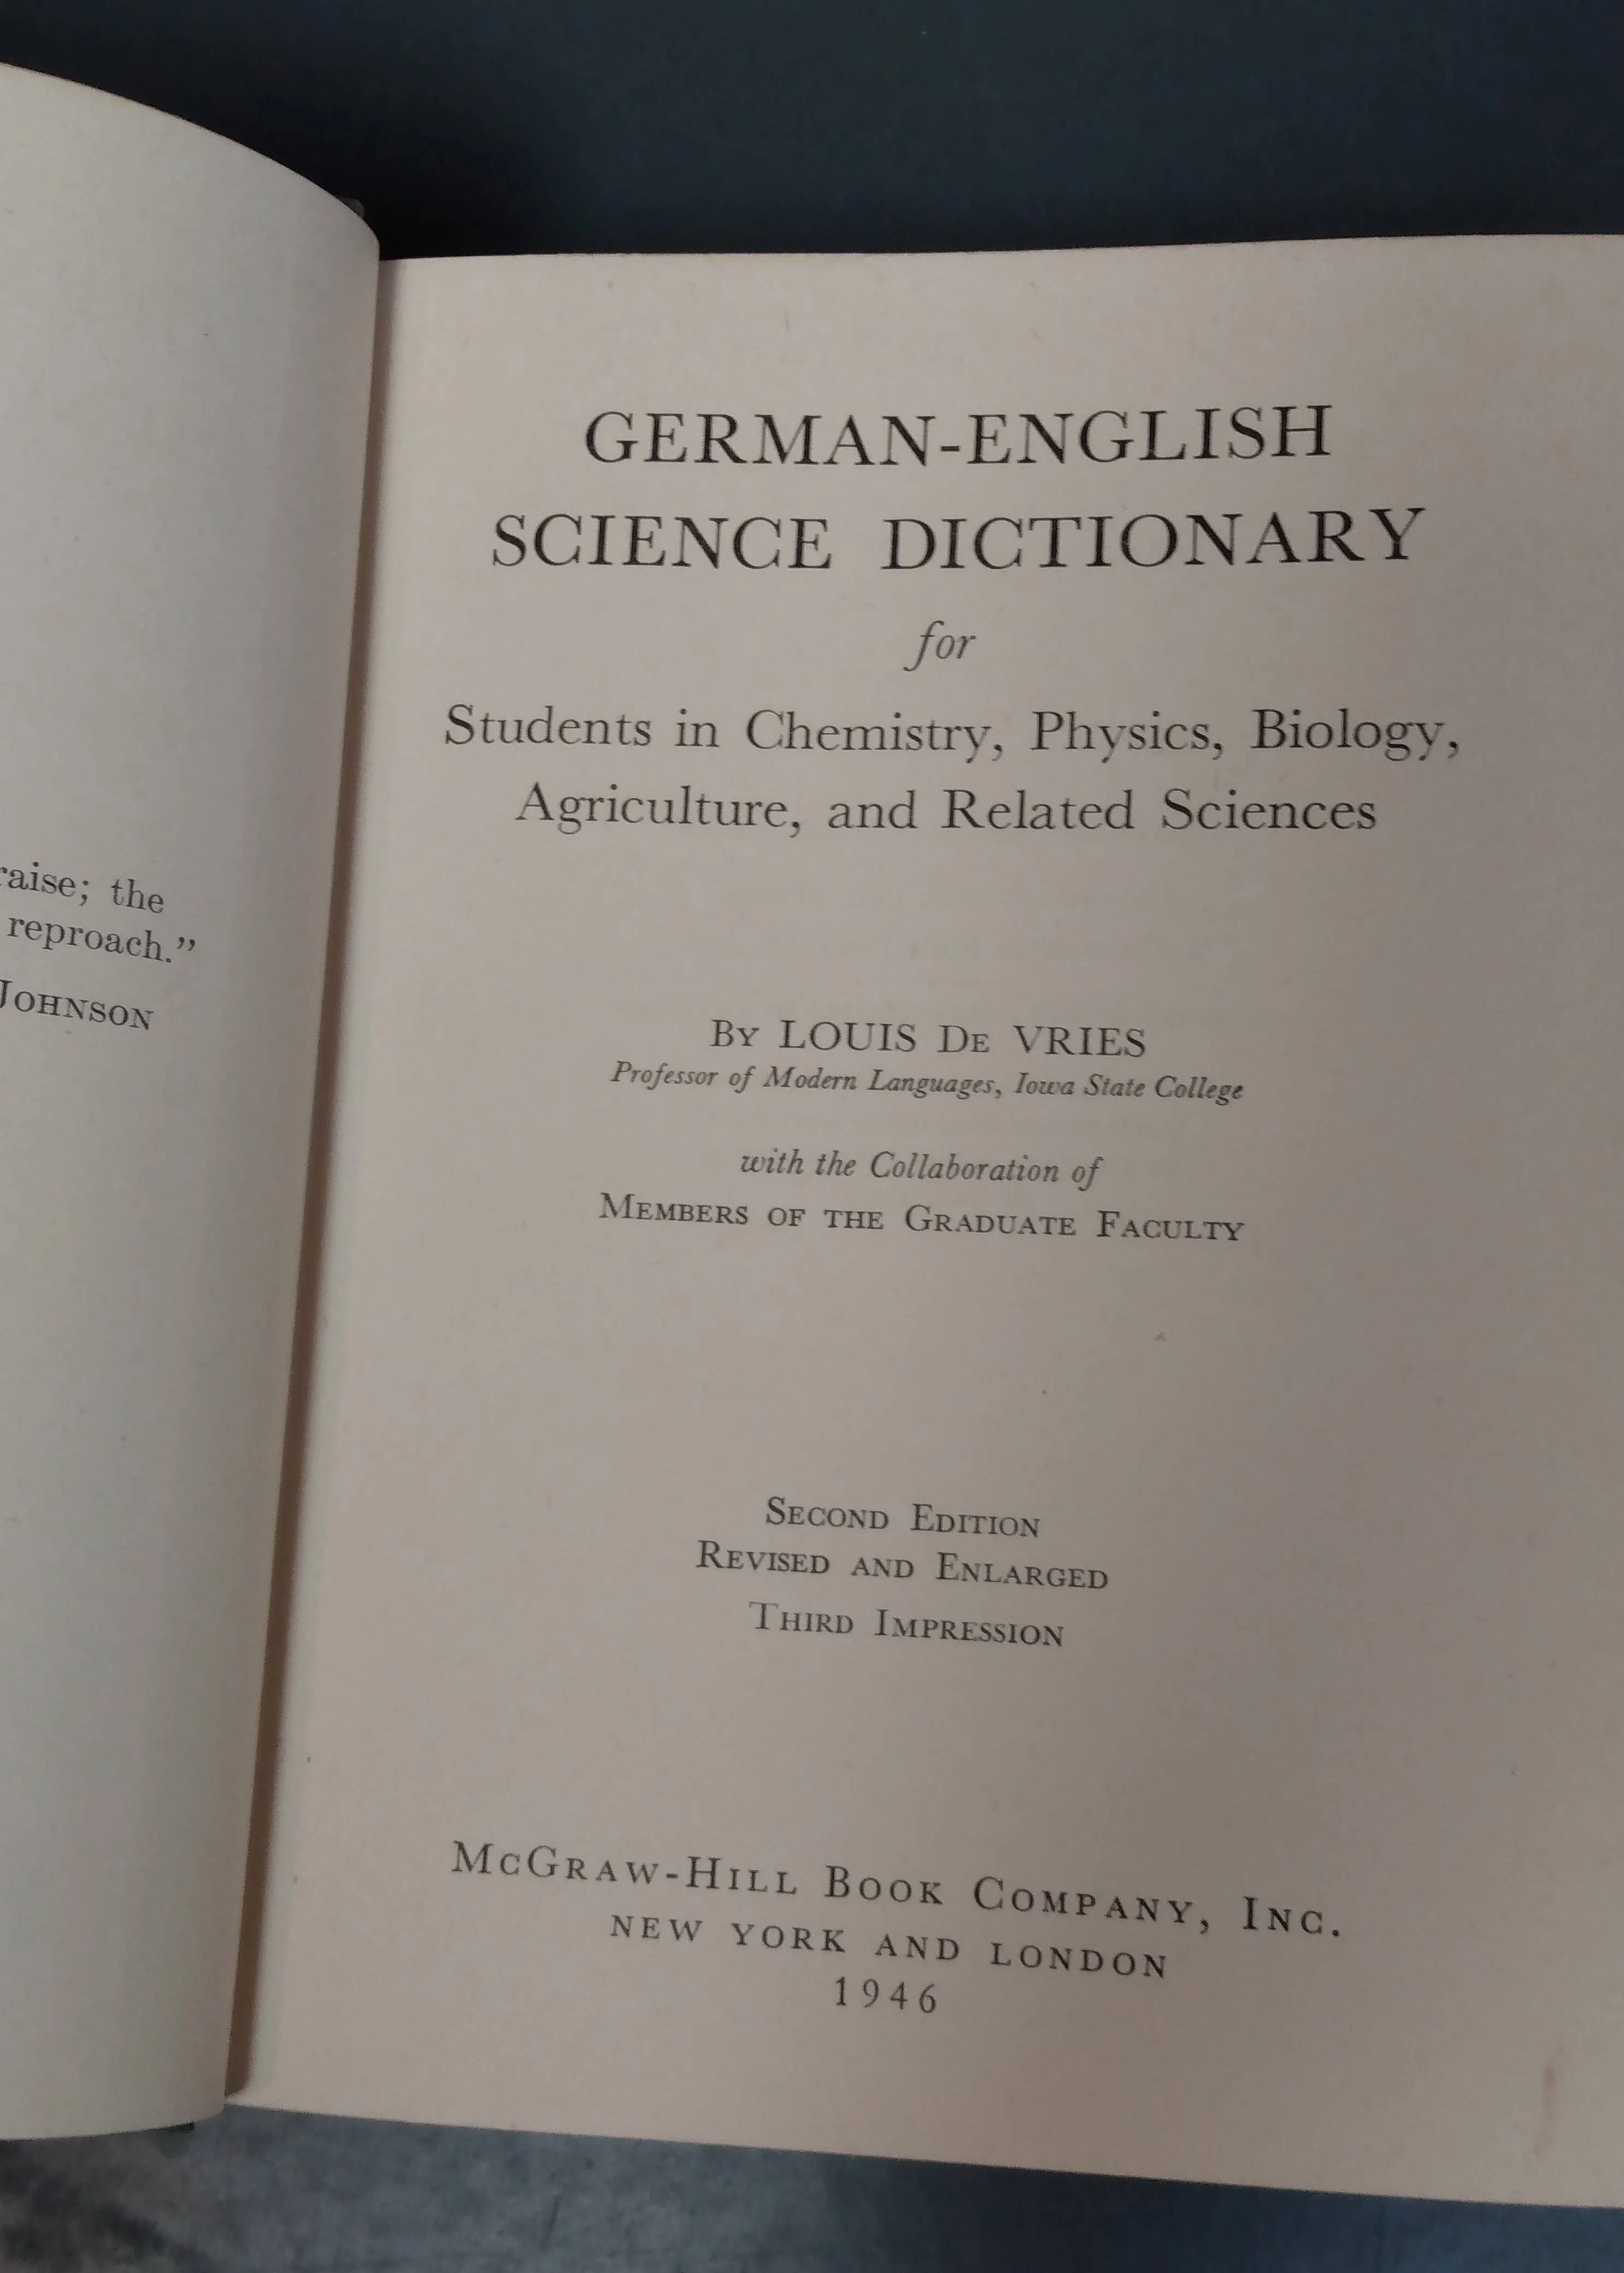 the
reproach.”
JOHNSON
GERMAN-ENGLISH
SCIENCE DICTIONARY
for
Students in Chemistry, Physics, Biology,
Agriculture, and Related Sciences
BY LOUIS DE VRIES
Professor of Modern Languages, Iowa State College
with the Collaboration of
MEMBERS OF THE GRADUATE FACULTY
SECOND EDITION
REVISED AND ENLARGED
THIRD IMPRESSION
MCGRAW-HILL BOOK COMPANY, INC.
NEW YORK AND LONDON
1946